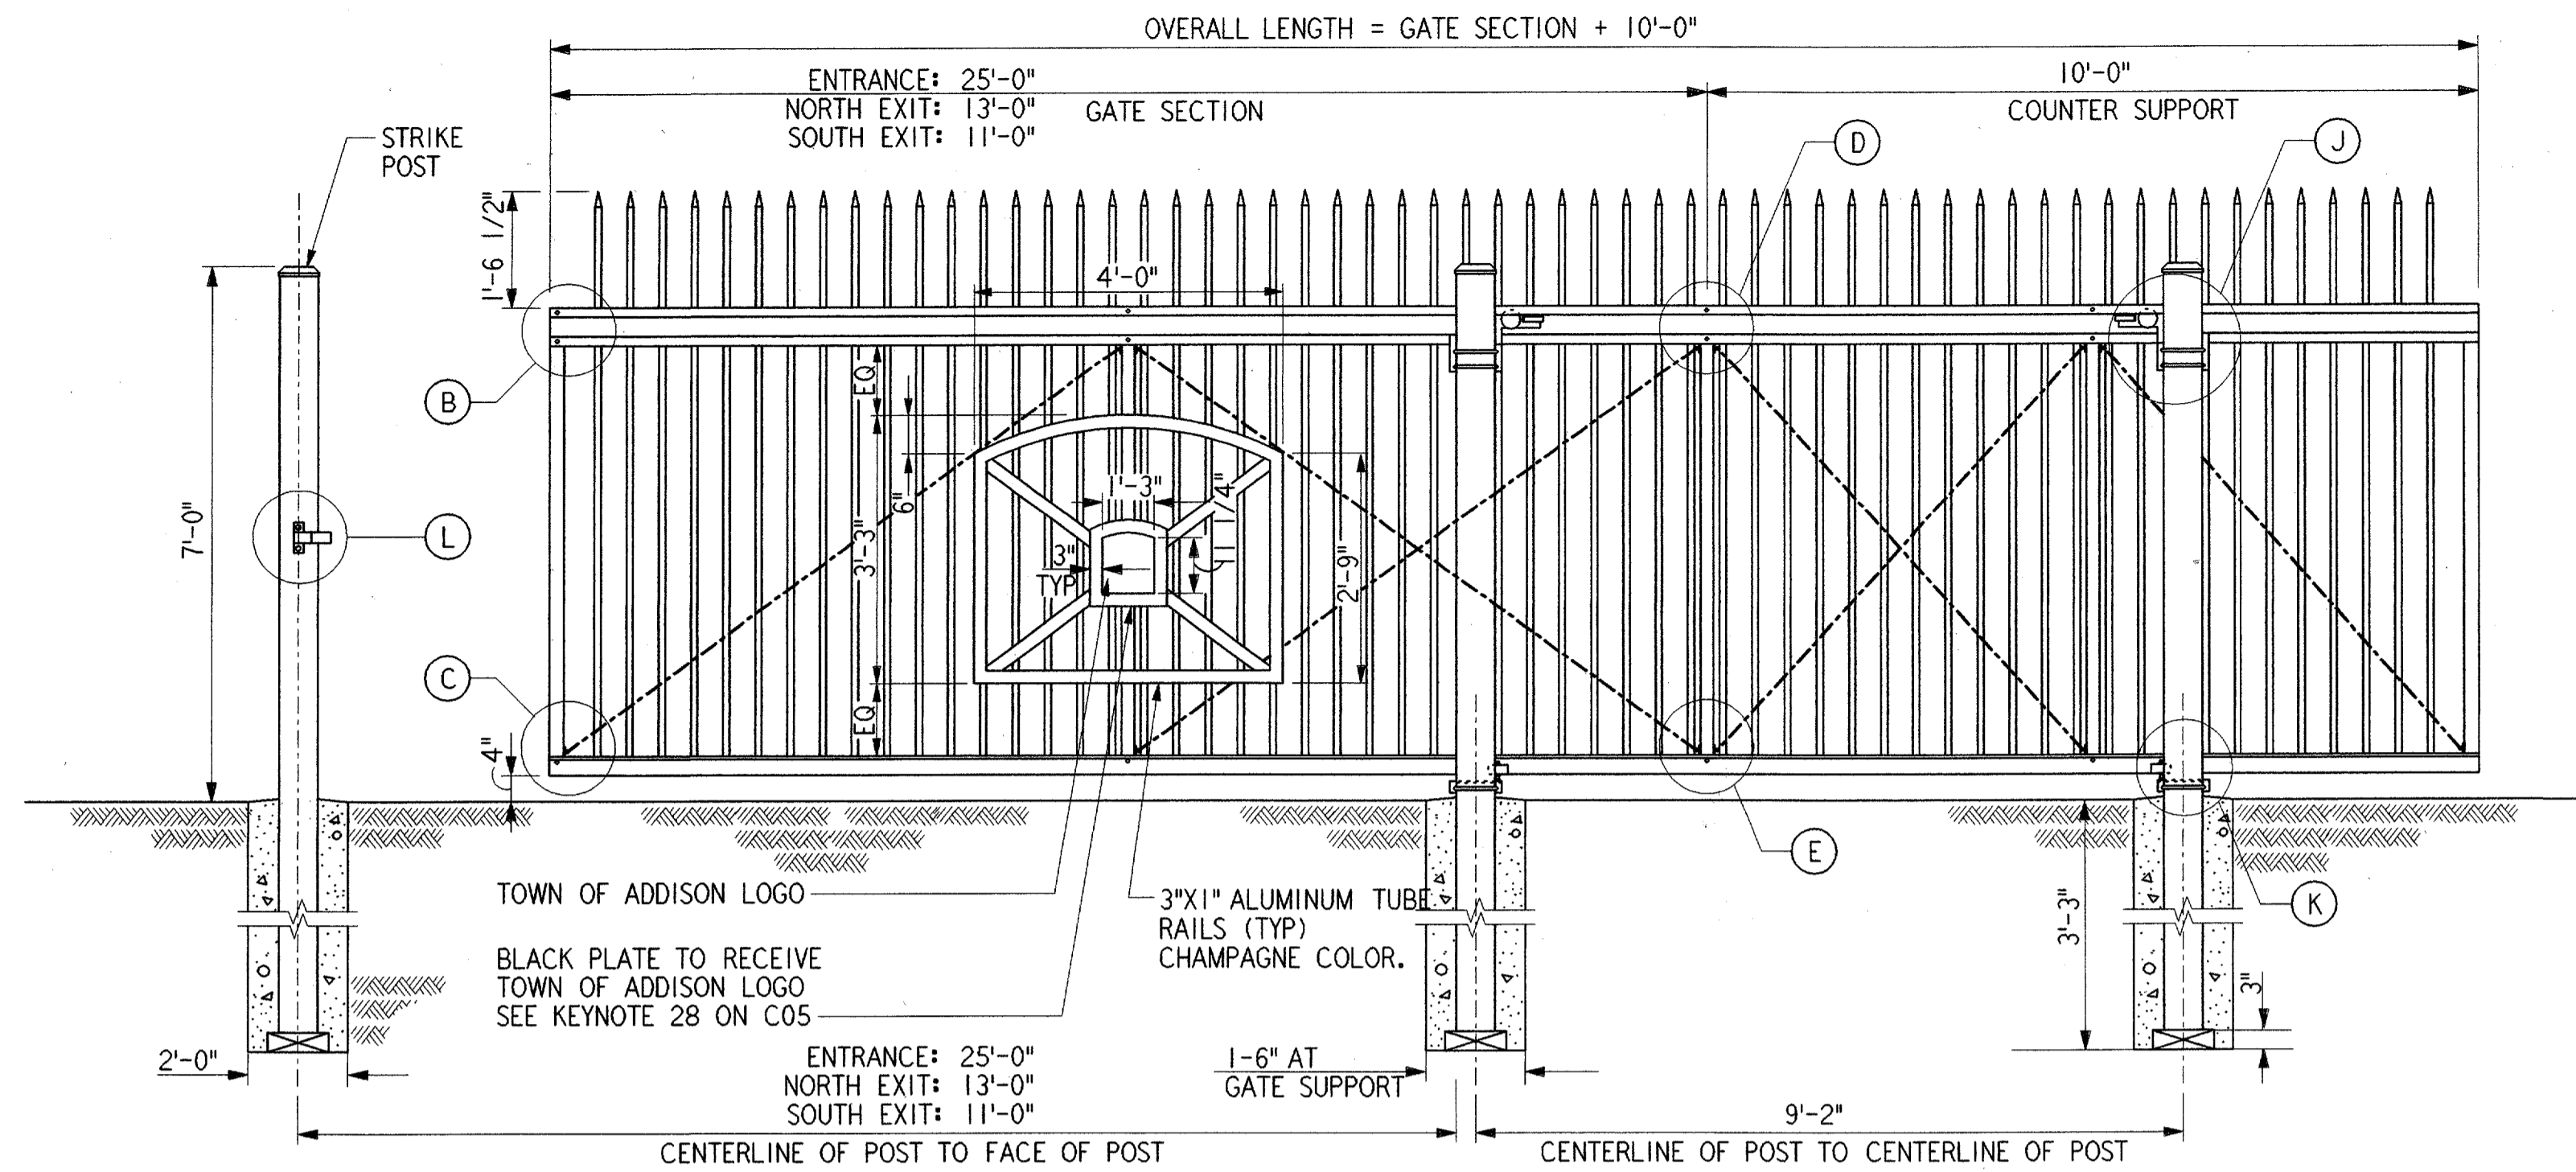 OVERALL LENGTH = GATE SECTION + 10'-0"
ENTRANCE: 25'-0"
NORTH EXIT: 13'-0"
SOUTH EXIT: 11'-0"
GATE SECTION
10'-0"
COUNTER SUPPORT
STRIKE
POST
D
J
1'-6 1/2"
4'-0"
B
EQ
6"
1'-3"
11 1/4"
7'-0"
L
3'-3"
3"
TYP
2'-9"
C
EQ
4"
E
TOWN OF ADDISON LOGO
3"X1" ALUMINUM TUBE
RAILS (TYP)
CHAMPAGNE COLOR.
K
3'-3"
BLACK PLATE TO RECEIVE
TOWN OF ADDISON LOGO
SEE KEYNOTE 28 ON C05
3"
2'-0"
ENTRANCE: 25'-0"
NORTH EXIT: 13'-0"
SOUTH EXIT: 11'-0"
1-6" AT
GATE SUPPORT
9'-2"
CENTERLINE OF POST TO FACE OF POST
CENTERLINE OF POST TO CENTERLINE OF POST